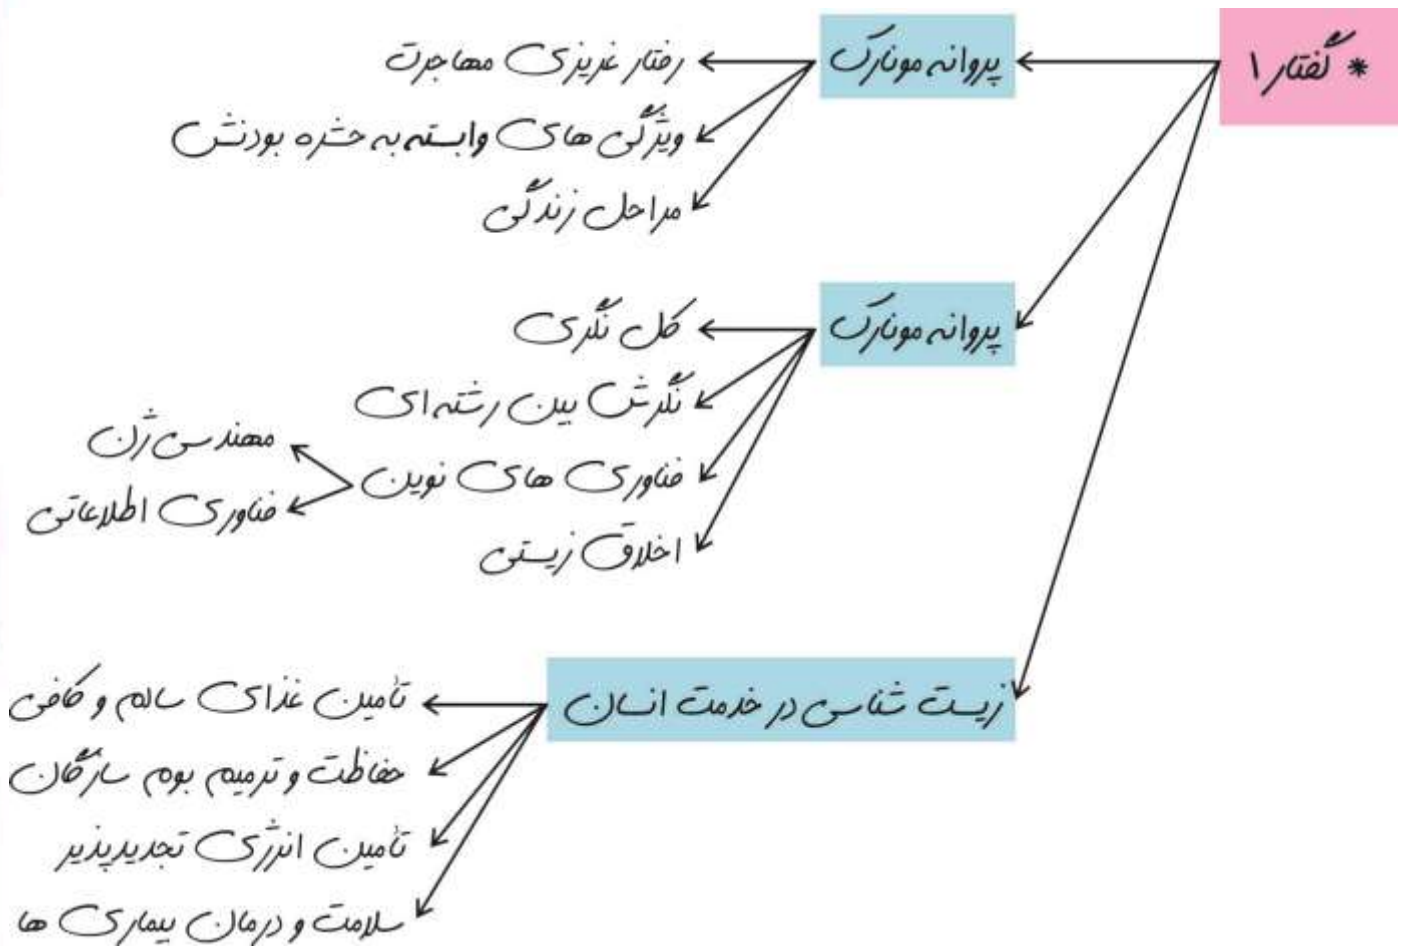 * گفتار ۱
پروانه مونارک
رفتار غریزی مهاجرت
ویژگی های وابسته به حشره بودنش
مراحل زندگی
پروانه مونارک
کل نگری
نگرش بین رشته ای
فناوری های نوین
مهندسی ژن
فناوری اطلاعاتی
اخلاق زیستی
زیست شناسی در خدمت انسان
تأمین غذای سالم و کافی
حفاظت و ترمیم بوم سازگان
تأمین انرژی تجدیدپذیر
سلامت و درمان بیماری ها